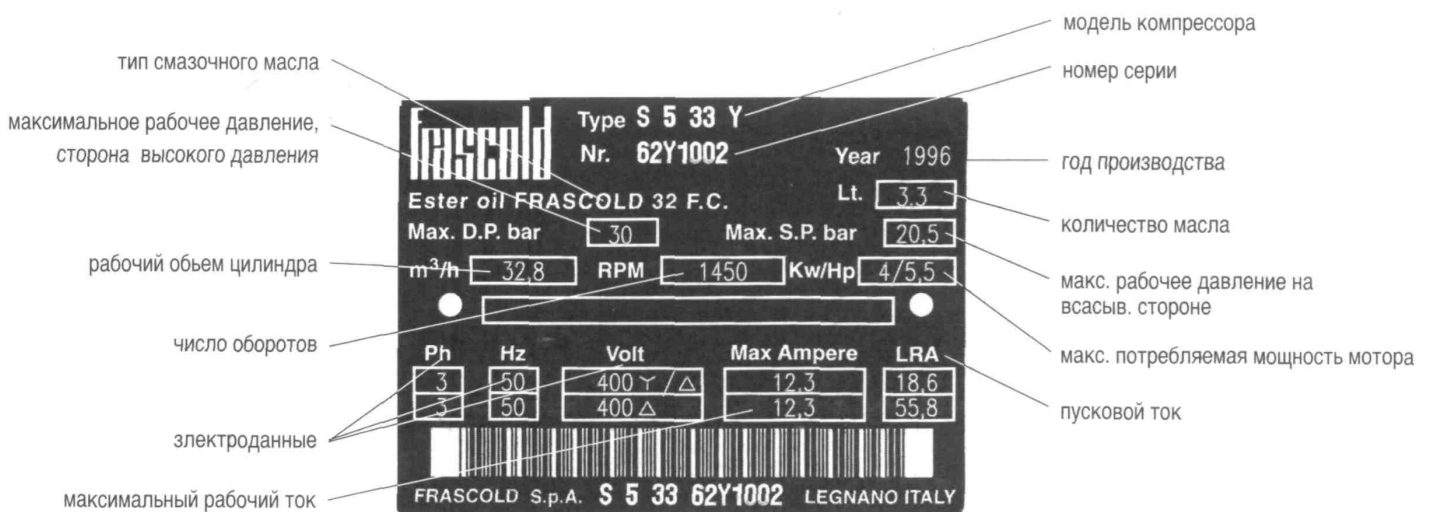 тип смазочного масла
максимальное рабочее давление,
сторона высокого давления
рабочий обьем цилиндра
число оборотов
злектроданные
максимальный рабочий ток
frascold
Type S 5 33 Y
Nr. 62Y1002
Year 1996
Ester oil FRASCOLD 32 F.C.
Lt. 3.3
Max. D.P. bar 30 Max. S.P. bar 20,5
m³/h 32,8 RPM 1450 Kw/Hp 4/5,5
Ph Hz Volt Max Ampere LRA
3 50 400 Y/△ 12,3 18,6
3 50 400 △ 12,3 55,8
FRASCOLD S.p.A. S 5 33 62Y1002 LEGNANO ITALY
модель компрессора
номер серии
год производства
количество масла
макс. рабочее давление на
всасыв. стороне
макс. потребляемая мощность мотора
пусковой ток